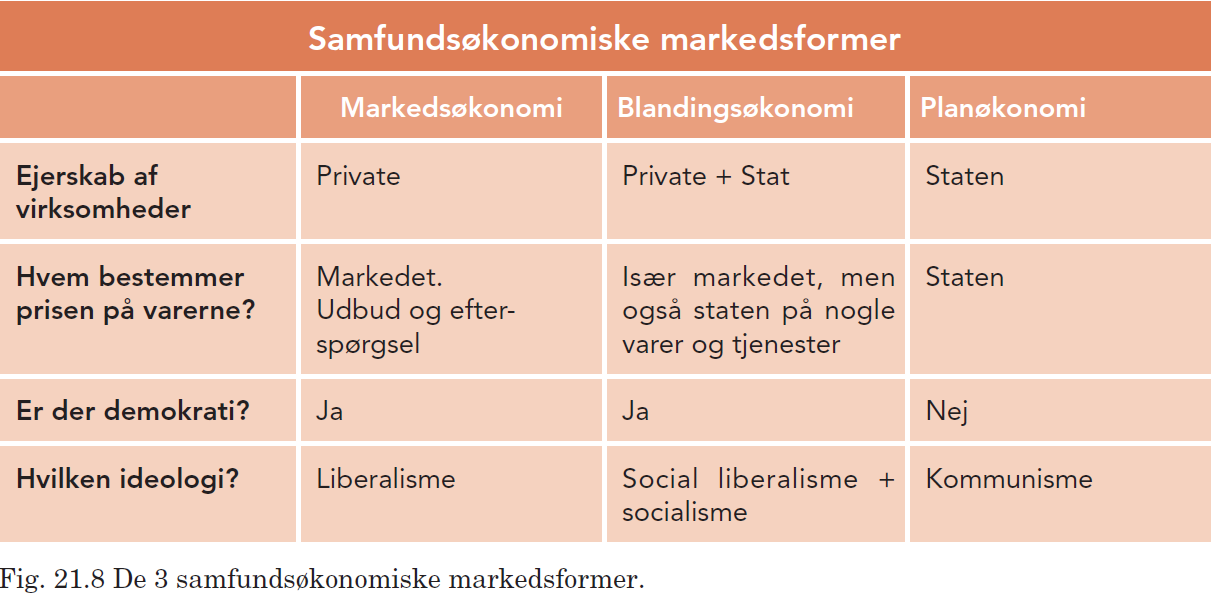 Samfundsøkonomiske markedsformer
Markedsøkonomi
Blandingsøkonomi
Planøkonomi
Ejerskab af
virksomheder
Private
Private + Stat
Staten
Hvem bestemmer
prisen på varerne?
Markedet.
Udbud og efter-
spørgsel
Især markedet, men
også staten på nogle
varer og tjenester
Staten
Er der demokrati?
Ja
Ja
Nej
Hvilken ideologi?
Liberalisme
Social liberalisme +
socialisme
Kommunisme
Fig. 21.8 De 3 samfundsøkonomiske markedsformer.